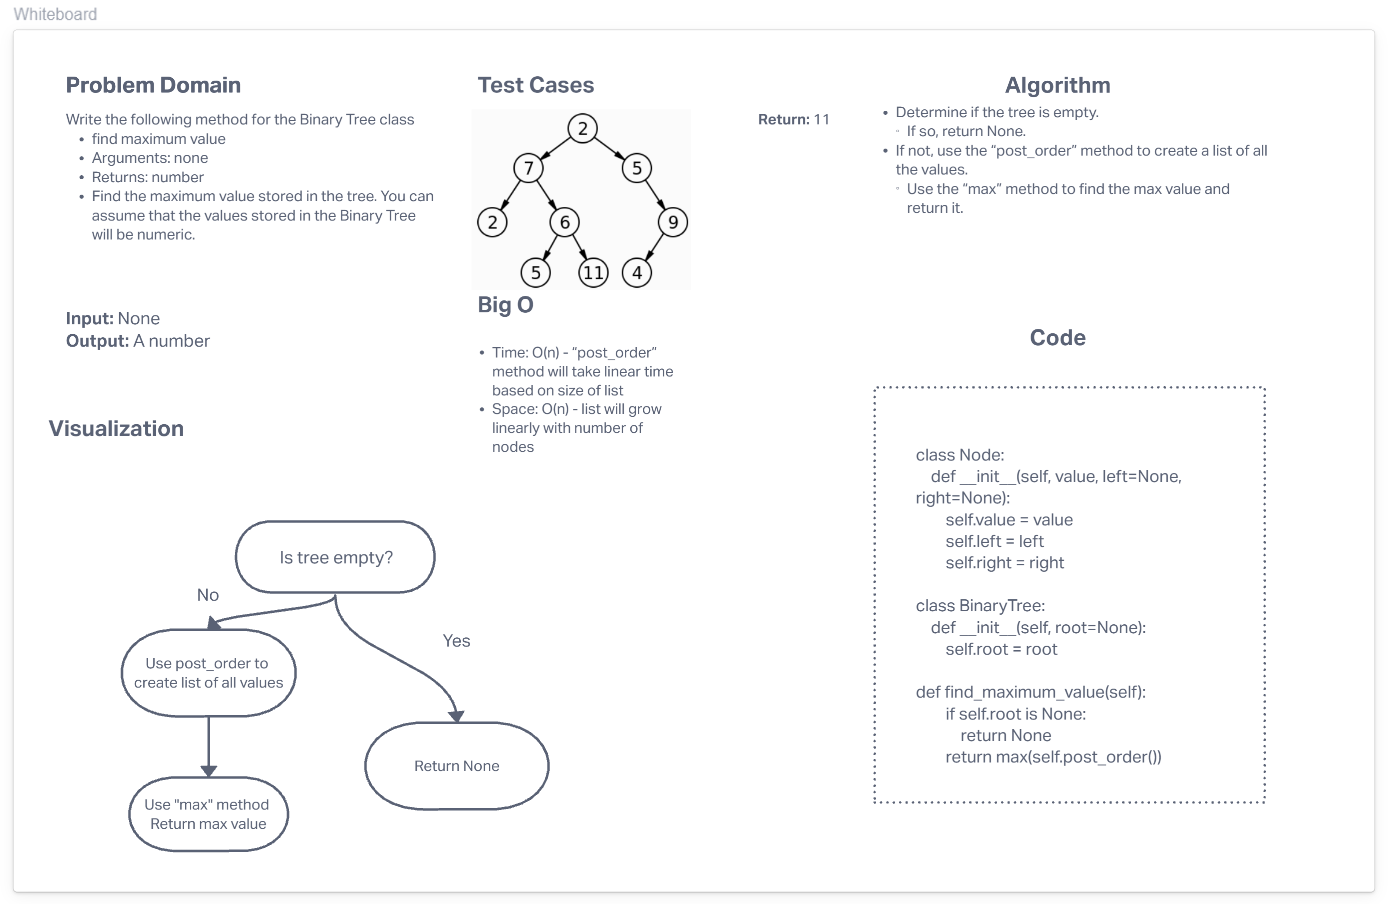 Whiteboard
Problem Domain
Write the following method for the Binary Tree class
• find maximum value
• Arguments: none
• Returns: number
• Find the maximum value stored in the tree. You can
assume that the values stored in the Binary Tree
will be numeric.
Input: None
Output: A number
Test Cases
2
7 5
2 6 9
5 11 4
Return: 11
Big O
• Time: O(n) - “post_order”
method will take linear time
based on size of list
• Space: O(n) - list will grow
linearly with number of
nodes
Algorithm
• Determine if the tree is empty.
◦ If so, return None.
• If not, use the “post_order” method to create a list of all
the values.
◦ Use the “max” method to find the max value and
return it.
Visualization
Is tree empty?
No
Yes
Use post_order to
create list of all values
Return None
Use "max" method
Return max value
Code
class Node:
def __init__(self, value, left=None,
right=None):
self.value = value
self.left = left
self.right = right
class BinaryTree:
def __init__(self, root=None):
self.root = root
def find_maximum_value(self):
if self.root is None:
return None
return max(self.post_order())